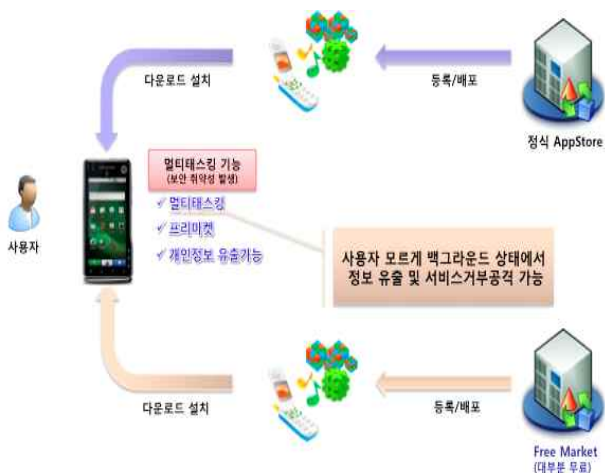 다운로드 설치
등록/배포
정식 AppStore
멀티태스킹 기능
(보안 취약성 발생)
✓ 멀티태스킹
✓ 프리마켓
✓ 개인정보 유출가능
사용자
사용자 모르게 백그라운드 상태에서
정보 유출 및 서비스거부공격 가능
다운로드 설치
등록/배포
Free Market
(대부분 무료)